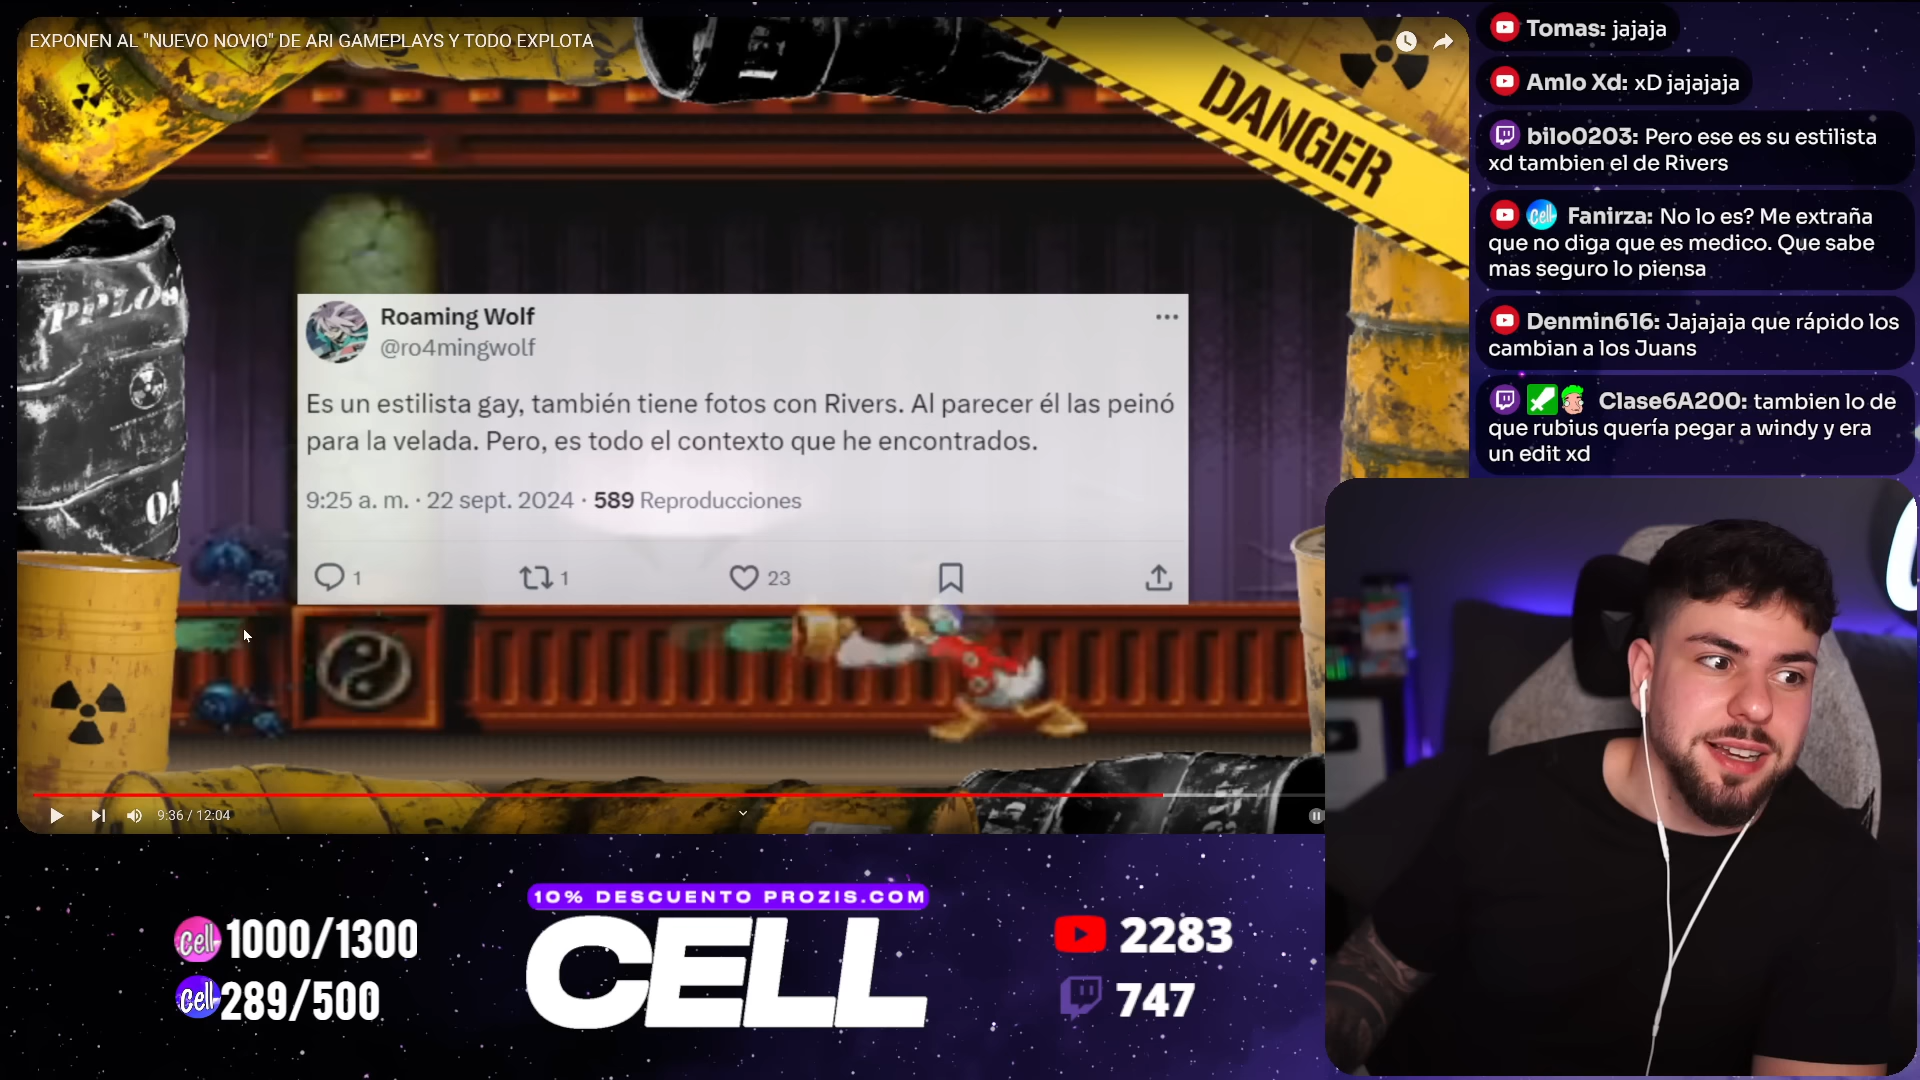 EXPONEN AL "NUEVO NOVIO" DE ARI GAMEPLAYS Y TODO EXPLOTA
DANGER
Roaming Wolf
@ro4mingwolf
Es un estilista gay, también tiene fotos con Rivers. Al parecer él las peinó
para la velada. Pero, es todo el contexto que he encontrados.
9:25 a. m. · 22 sept. 2024 · 589 Reproducciones
1
1
23
9:36 / 12:04
Tomas: jajaja
Amlo Xd: xD jajajaja
bilo0203: Pero ese es su estilista
xd tambien el de Rivers
cell Fanirza: No lo es? Me extraña
que no diga que es medico. Que sabe
mas seguro lo piensa
Denmin616: Jajajaja que rápido los
cambian a los Juans
Clase6A200: tambien lo de
que rubius quería pegar a windy y era
un edit xd
10% DESCUENTO PROZIS.COM
CELL
cell 1000/1300
cell 289/500
2283
747